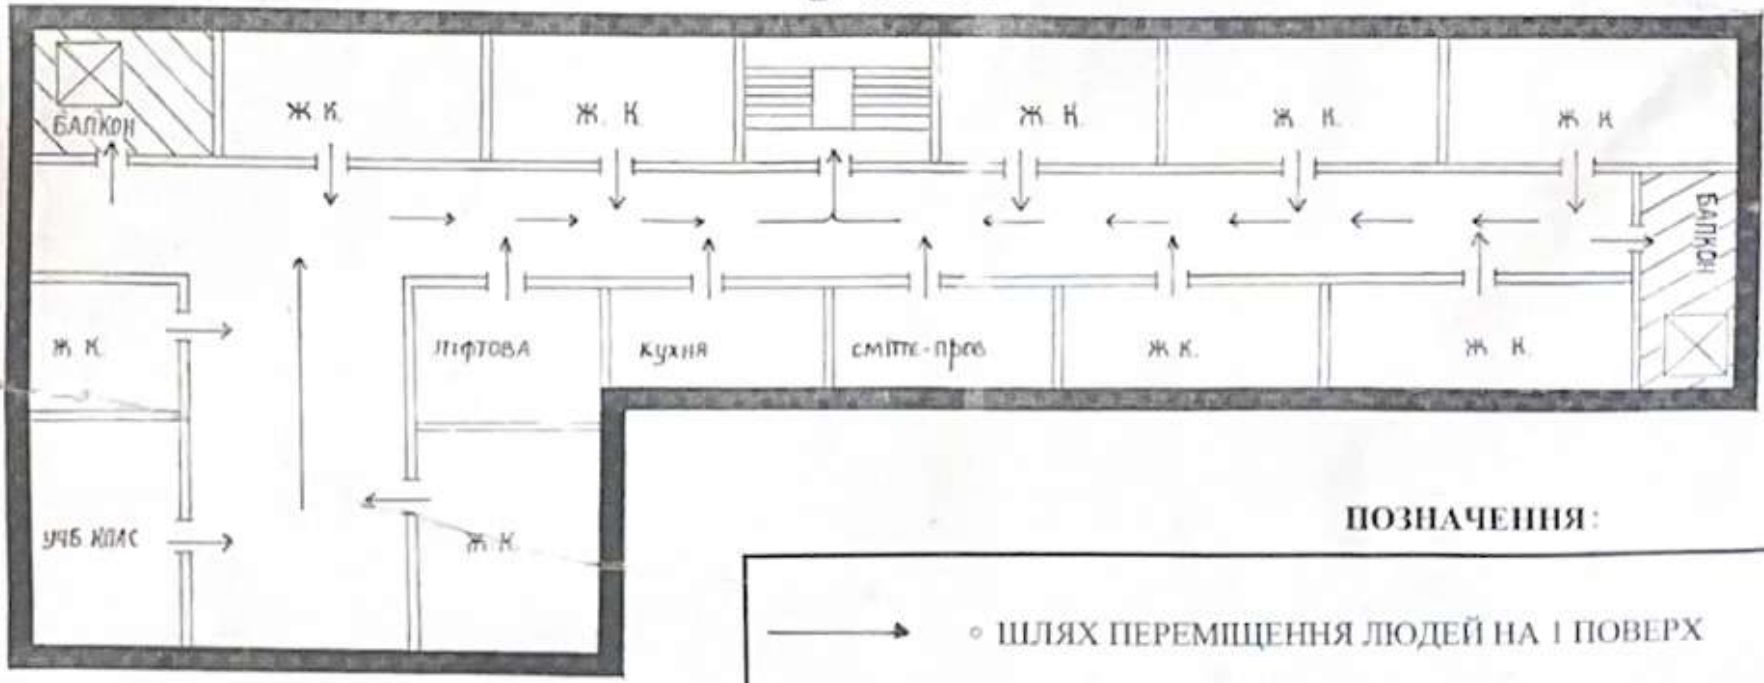 Ж К.
Ж. К
Ж К.
Ж К.
Ж К
БАЛКОН
БАЛКОН
Ж К.
ЛІФТОВА
КУХНЯ
сміттє-пров
Ж К.
Ж К.
УЧБ КЛАС
Ж К.
ПОЗНАЧЕННЯ:
ШЛЯХ ПЕРЕМІЩЕННЯ ЛЮДЕЙ НА 1 ПОВЕРХ